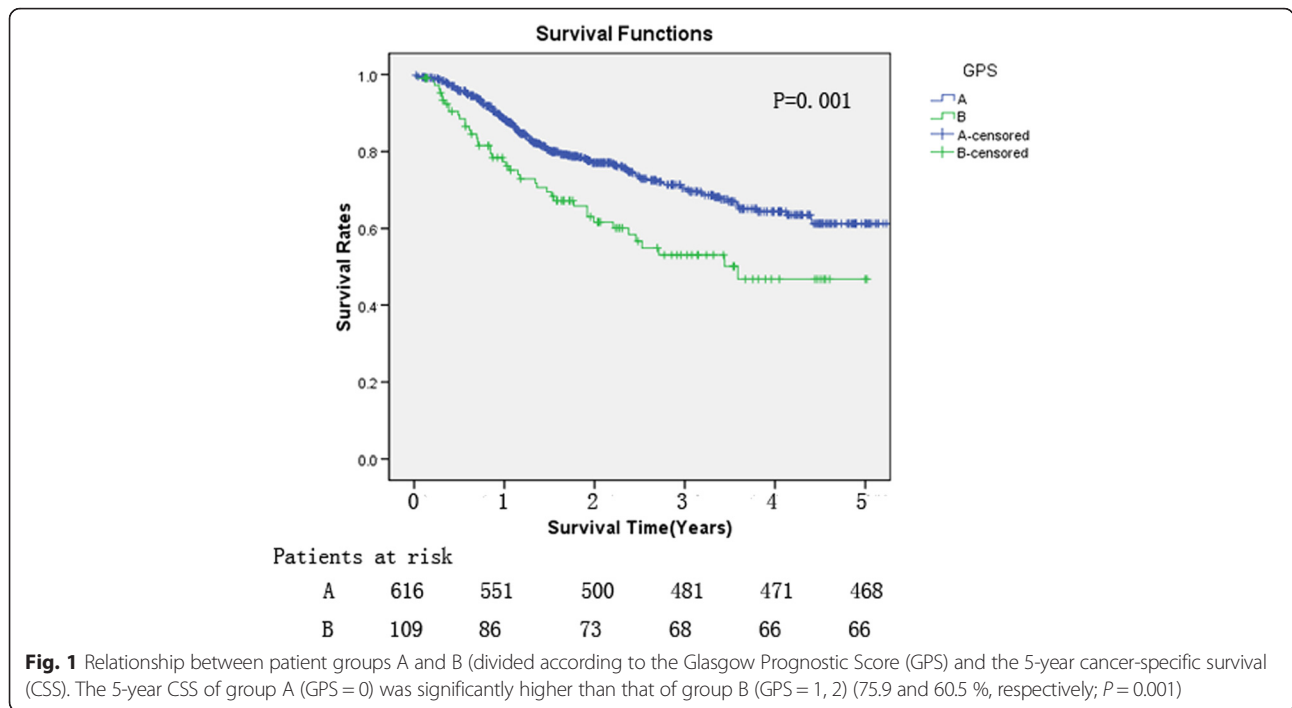 Survival Functions
GPS
A
B
A-censored
B-censored
P=0.001
Survival Rates
1.0
0.8
0.6
0.4
0.2
0.0
0 1 2 3 4 5
Survival Time(Years)
Patients at risk
A 616 551 500 481 471 468
B 109 86 73 68 66 66
Fig. 1 Relationship between patient groups A and B (divided according to the Glasgow Prognostic Score (GPS) and the 5-year cancer-specific survival
(CSS). The 5-year CSS of group A (GPS = 0) was significantly higher than that of group B (GPS = 1, 2) (75.9 and 60.5 %, respectively; P = 0.001)